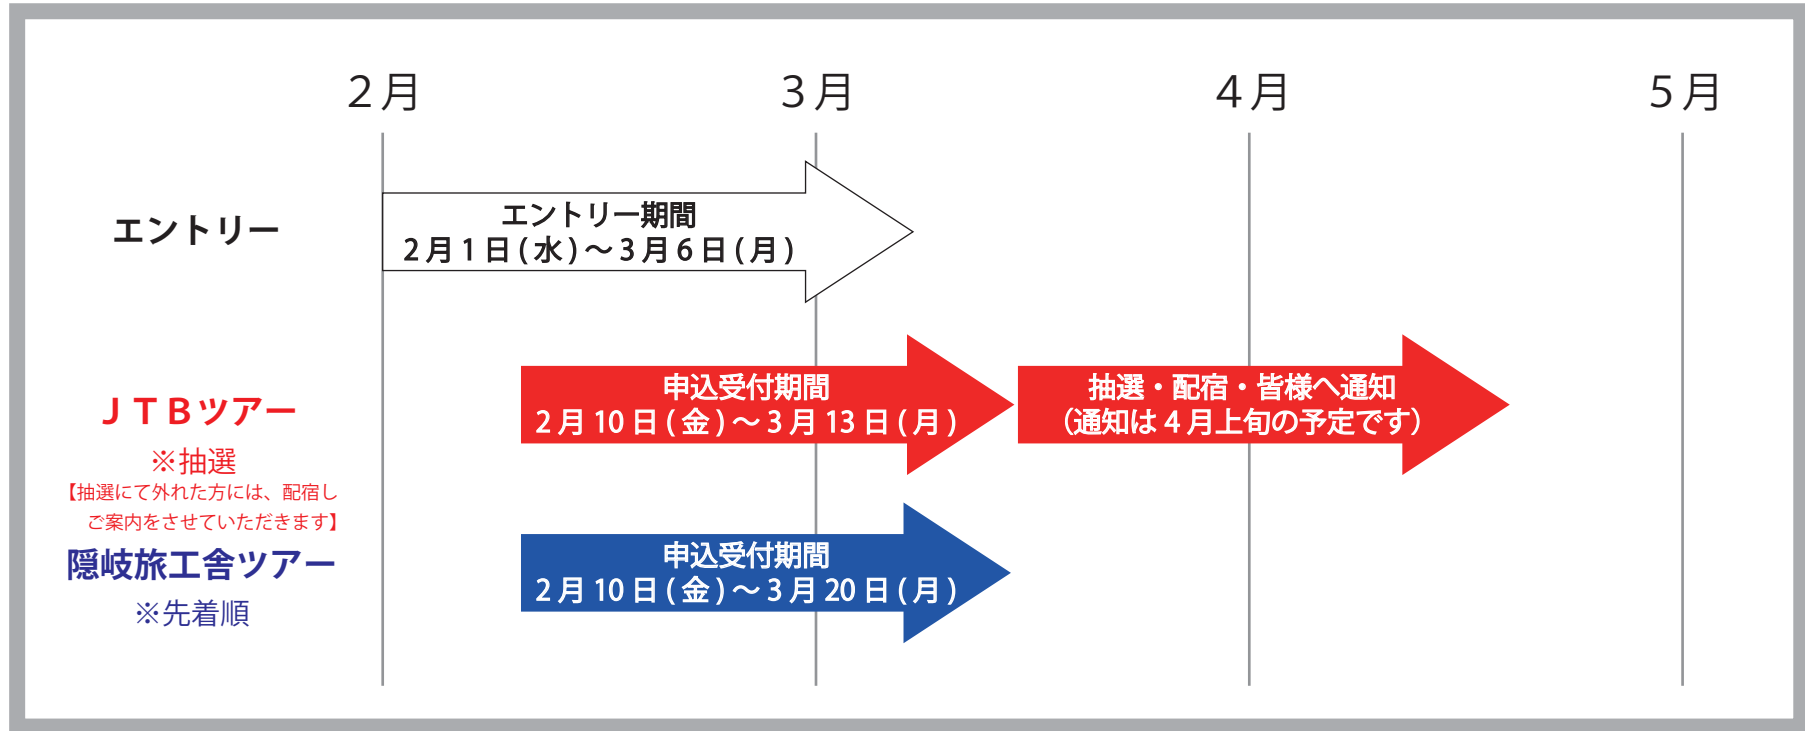 2月
3月
4月
5月
エントリー
エントリー期間
2月1日(水)～3月6日(月)
JTBツアー
※抽選
【抽選にて外れた方には、配宿し
ご案内をさせていただきます】
申込受付期間
2月10日(金)～3月13日(月)
抽選・配宿・皆様へ通知
(通知は4月上旬の予定です)
隠岐旅工舎ツアー
※先着順
申込受付期間
2月10日(金)～3月20日(月)